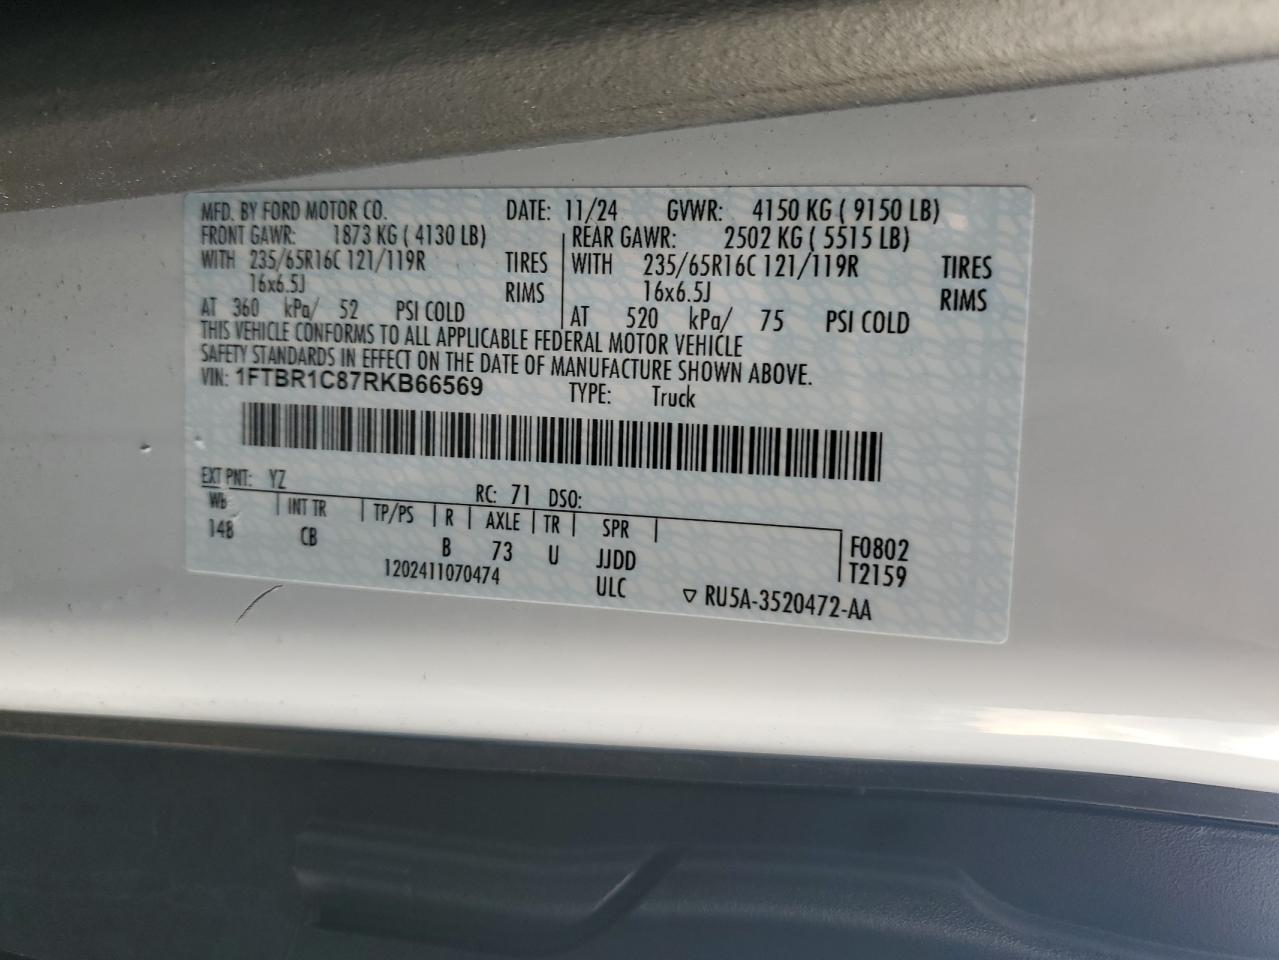 MFD. BY FORD MOTOR CO. DATE: 11/24 GVWR: 4150 KG ( 9150 LB)
FRONT GAWR: 1873 KG ( 4130 LB) REAR GAWR: 2502 KG ( 5515 LB)
WITH 235/65R16C 121/119R TIRES WITH 235/65R16C 121/119R TIRES
16x6.5J RIMS 16x6.5J RIMS
AT 360 kPa/ 52 PSI COLD AT 520 kPa/ 75 PSI COLD
THIS VEHICLE CONFORMS TO ALL APPLICABLE FEDERAL MOTOR VEHICLE
SAFETY STANDARDS IN EFFECT ON THE DATE OF MANUFACTURE SHOWN ABOVE.
VIN: 1FTBR1C87RKB66569 TYPE: Truck
EXT PNT: YZ RC: 71 DSO:
WB INT TR TP/PS R AXLE TR SPR
148 CB B 73 U JJDD F0802
ULC T2159
1202411070474 RU5A-3520472-AA